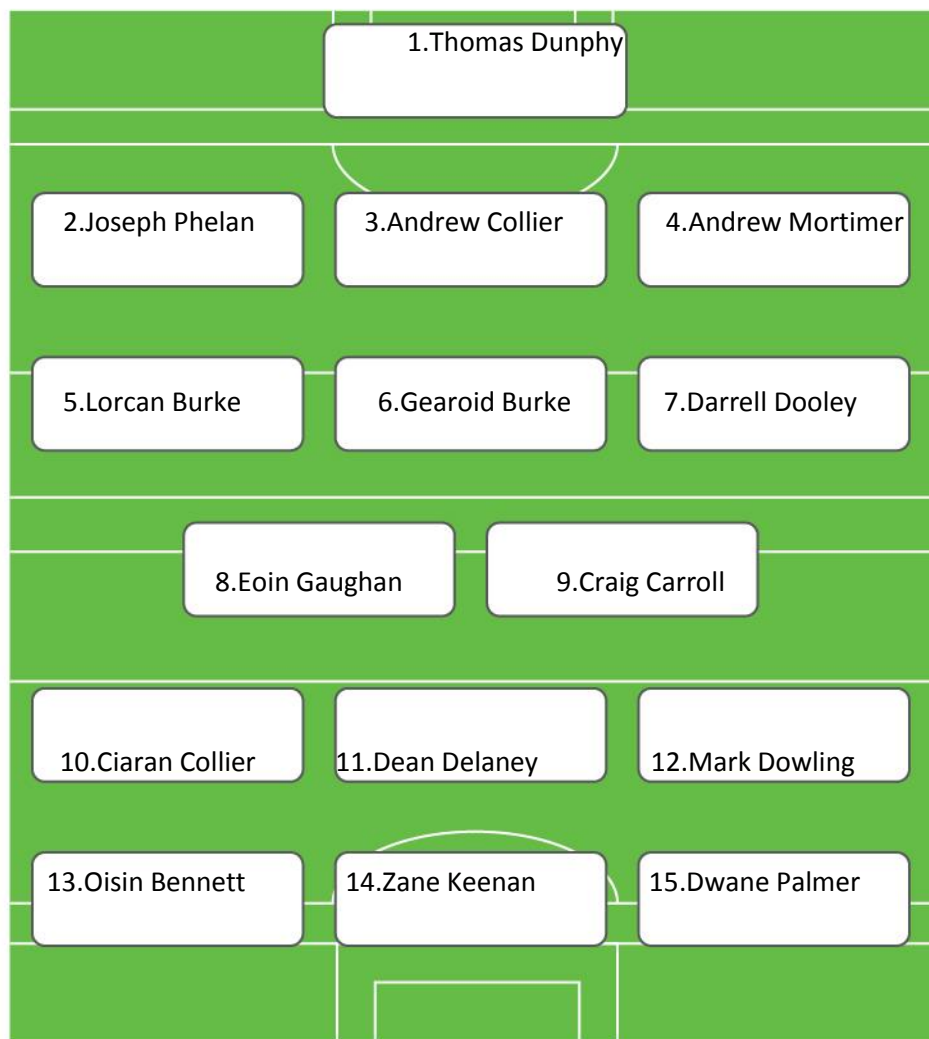 1.Thomas Dunphy
2.Joseph Phelan
3.Andrew Collier
4.Andrew Mortimer
5.Lorcan Burke
6.Gearoid Burke
7.Darrell Dooley
8.Eoin Gaughan
9.Craig Carroll
10.Ciaran Collier
11.Dean Delaney
12.Mark Dowling
13.Oisin Bennett
14.Zane Keenan
15.Dwane Palmer